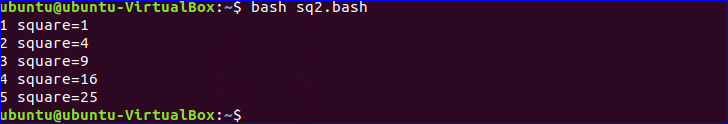 ubuntu@ubuntu-VirtualBox:~$ bash sq2.bash
1 square=1
2 square=4
3 square=9
4 square=16
5 square=25
ubuntu@ubuntu-VirtualBox:~$